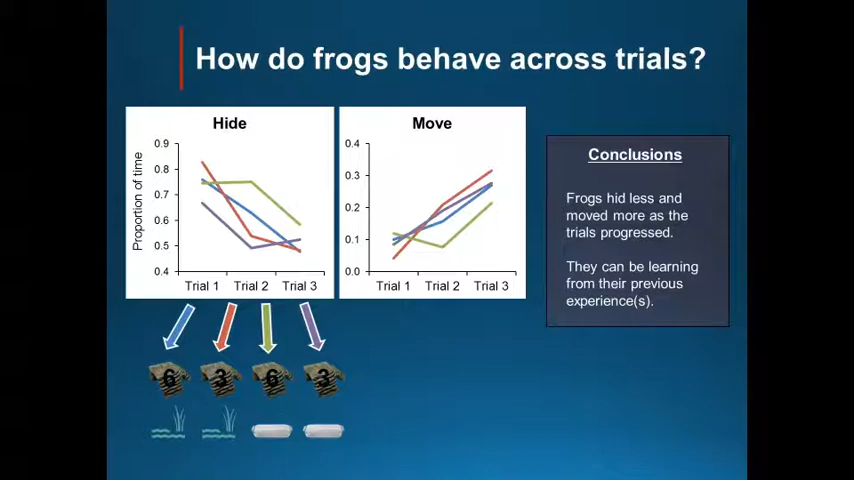 How do frogs behave across trials?
Hide
Proportion of time
0.9
0.8
0.7
0.6
0.5
0.4
Trial 1 Trial 2 Trial 3
Move
0.4
0.3
0.2
0.1
0.0
Trial 1 Trial 2 Trial 3
Conclusions
Frogs hid less and
moved more as the
trials progressed.
They can be learning
from their previous
experience(s).
6 3 6 3